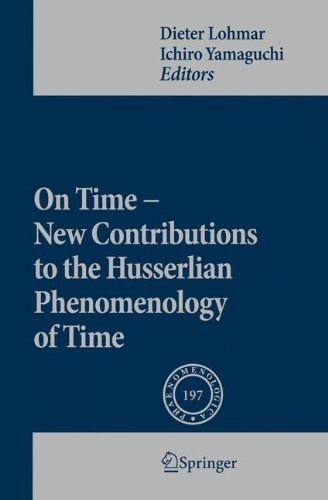 Dieter Lohmar
Ichiro Yamaguchi
Editors
On Time –
New Contributions
to the Husserlian
Phenomenology
of Time
PHAENOMENOLOGICA
197
Springer